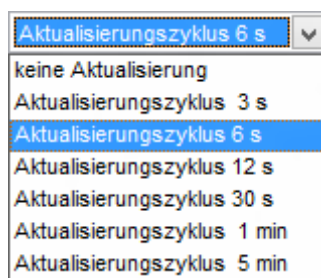 Aktualisierungszyklus 6 s
keine Aktualisierung
Aktualisierungszyklus 3 s
Aktualisierungszyklus 6 s
Aktualisierungszyklus 12 s
Aktualisierungszyklus 30 s
Aktualisierungszyklus 1 min
Aktualisierungszyklus 5 min